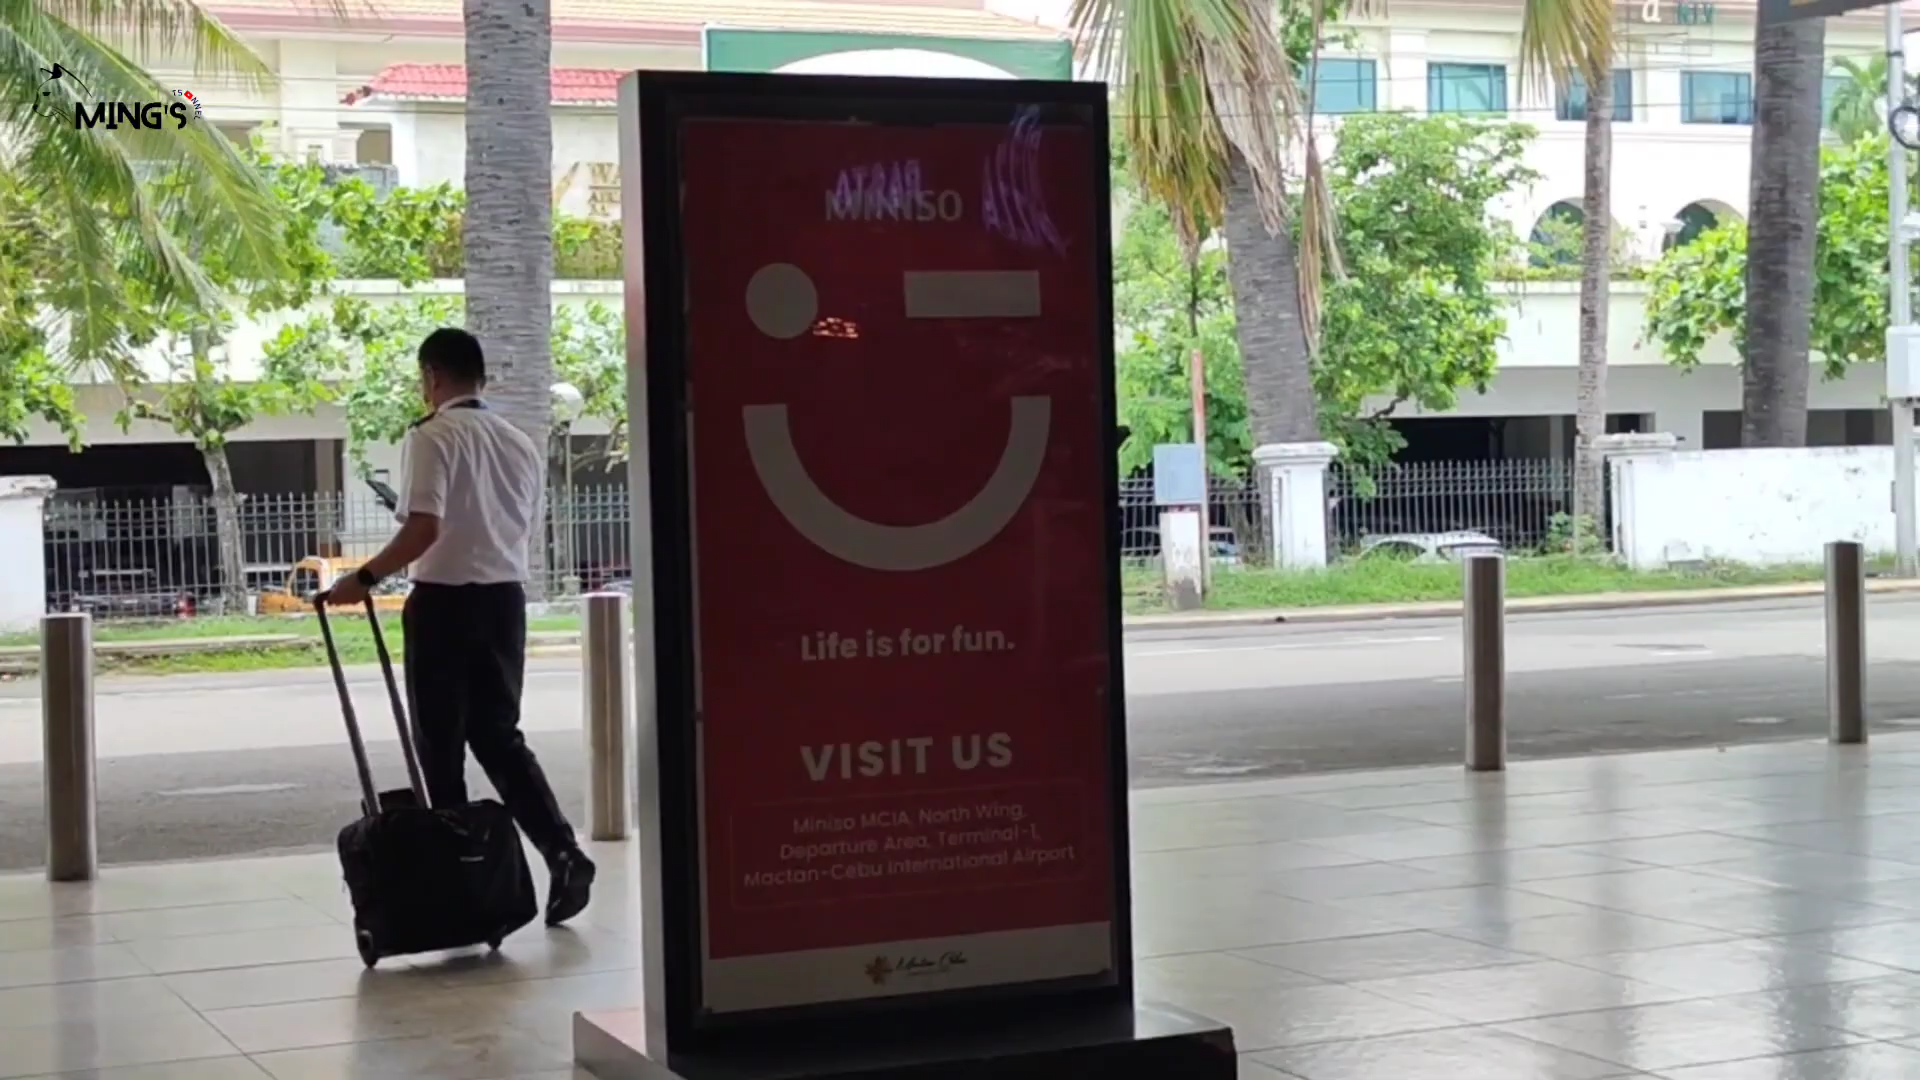 MING'S
MINISO
Life is for fun.
VISIT US
Miniso MCIA, North Wing,
Departure Area, Terminal-1,
Mactan-Cebu International Airport